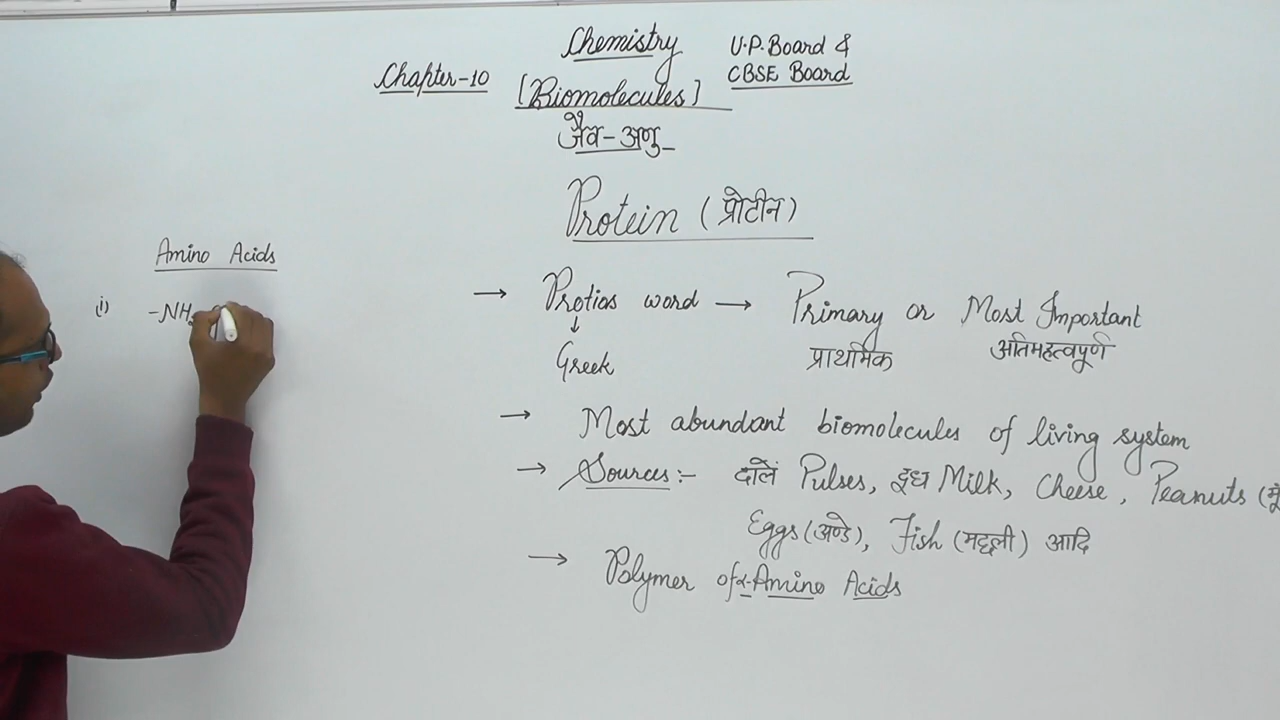 Chemistry
U.P. Board &
CBSE Board
Chapter-10
[Biomolecules]
जैव-अणु
Protein (प्रोटीन)
Amino Acids
(i) -NH2
→ Protios word → Primary or Most Important
↓
Greek
प्राथमिक
अतिमहत्वपूर्ण
→ Most abundant biomolecules of living system
→ Sources:- दालें Pulses, दूध Milk, Cheese, Peanuts
Eggs (अण्डे), Fish (मछली) आदि
→ Polymer of α-Amino Acids